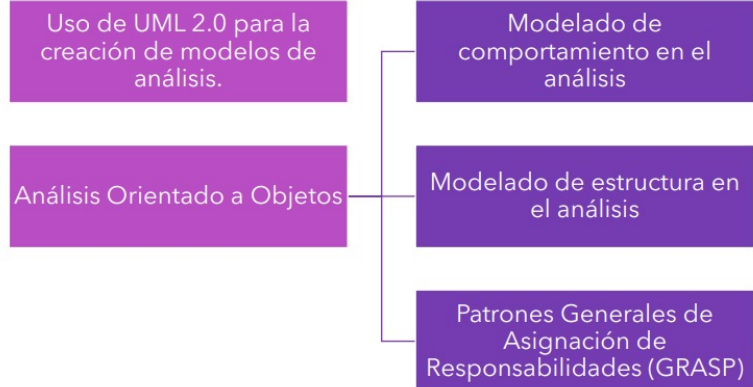 Uso de UML 2.0 para la
creación de modelos de
análisis.
Análisis Orientado a Objetos
Modelado de
comportamiento en el
análisis
Modelado de estructura en
el análisis
Patrones Generales de
Asignación de
Responsabilidades (GRASP)